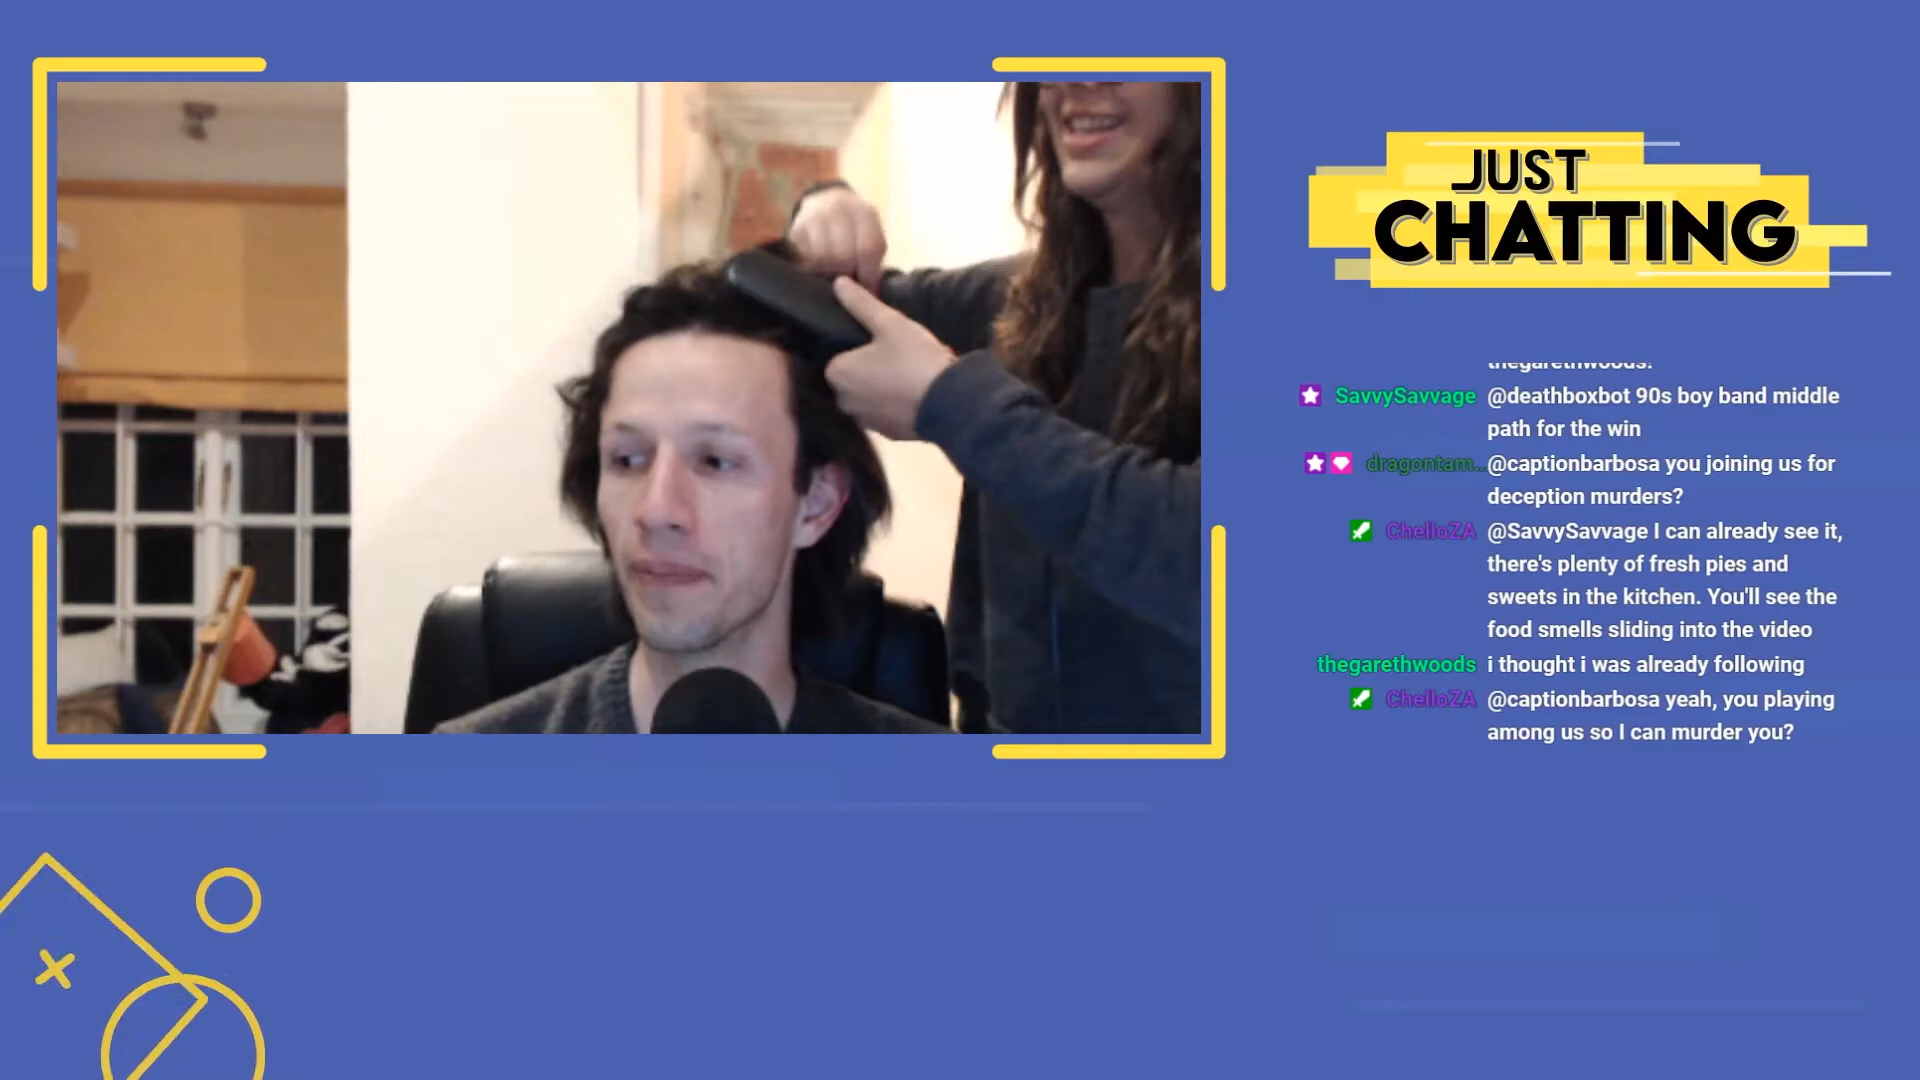 JUST
CHATTING
thegarethwoods!
SavvySavvage @deathboxbot 90s boy band middle
path for the win
dragontam... @captionbarbosa you joining us for
deception murders?
ChelloZA @SavvySavvage I can already see it,
there's plenty of fresh pies and
sweets in the kitchen. You'll see the
food smells sliding into the video
thegarethwoods i thought i was already following
ChelloZA @captionbarbosa yeah, you playing
among us so I can murder you?